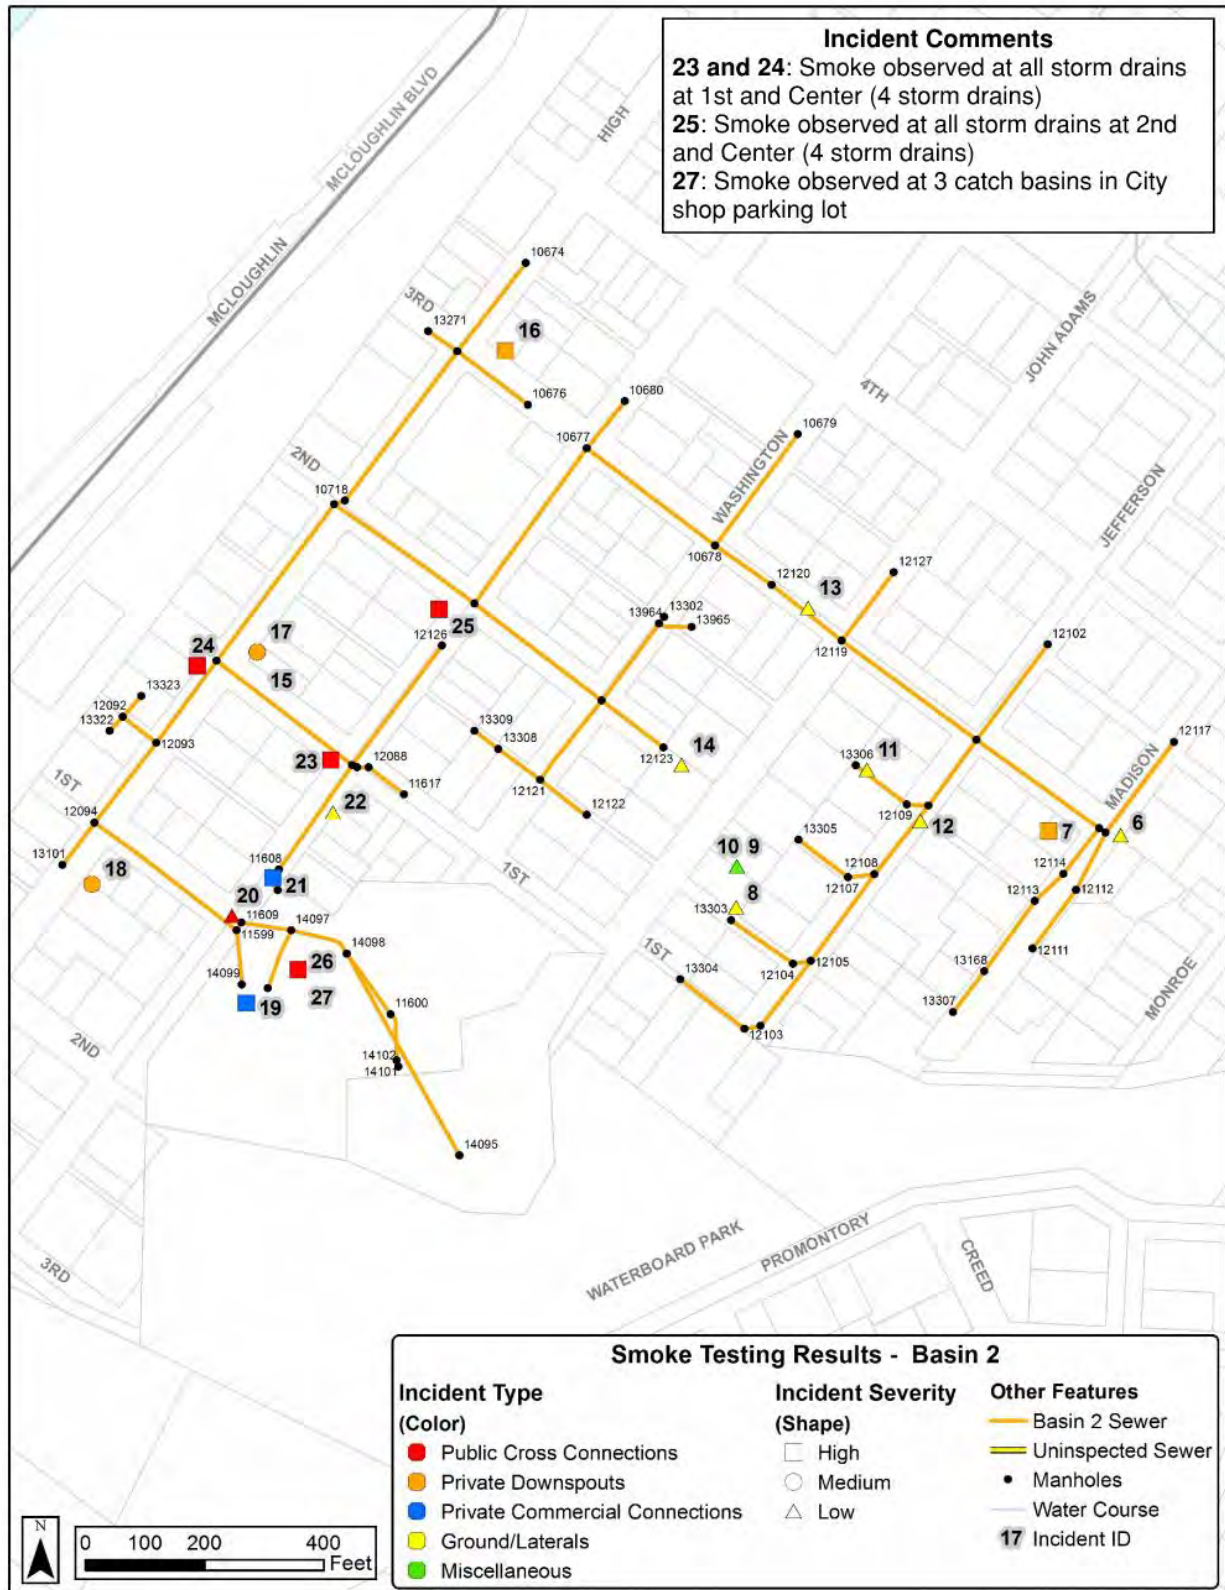 Incident Comments
23 and 24: Smoke observed at all storm drains
at 1st and Center (4 storm drains)
25: Smoke observed at all storm drains at 2nd
and Center (4 storm drains)
27: Smoke observed at 3 catch basins in City
shop parking lot
MCLOUGHLIN BLVD
HIGH
MCLOUGHLIN
10674
3RD
13271
16
JOHN ADAMS
10676
10680
4TH
10679
10677
2ND
WASHINGTON
10718
JEFFERSON
10678
12120
12127
13
13964
13302
13965
25
12126
12119
12102
17
24
15
13323
12092
13322
12093
13309
13308
14
12123
12117
11
13306
MADISON
23
12088
1ST
11617
12121
12122
22
12094
12109
12
7
6
13305
13101
18
11608
21
1ST
10 9
12108
12107
12114
12113
12112
8
13303
20
11609
11599
14097
14098
1ST
12105
12104
12111
14099
26
27
19
13304
13168
MONROE
11600
13307
12103
2ND
14102
14101
14095
WATERBOARD PARK
PROMONTORY
CREED
3RD
Smoke Testing Results - Basin 2
Incident Type
(Color)
Public Cross Connections
Private Downspouts
Private Commercial Connections
Ground/Laterals
Miscellaneous
Incident Severity
(Shape)
High
Medium
Low
Other Features
Basin 2 Sewer
Uninspected Sewer
Manholes
Water Course
17 Incident ID
N
0 100 200 400
Feet